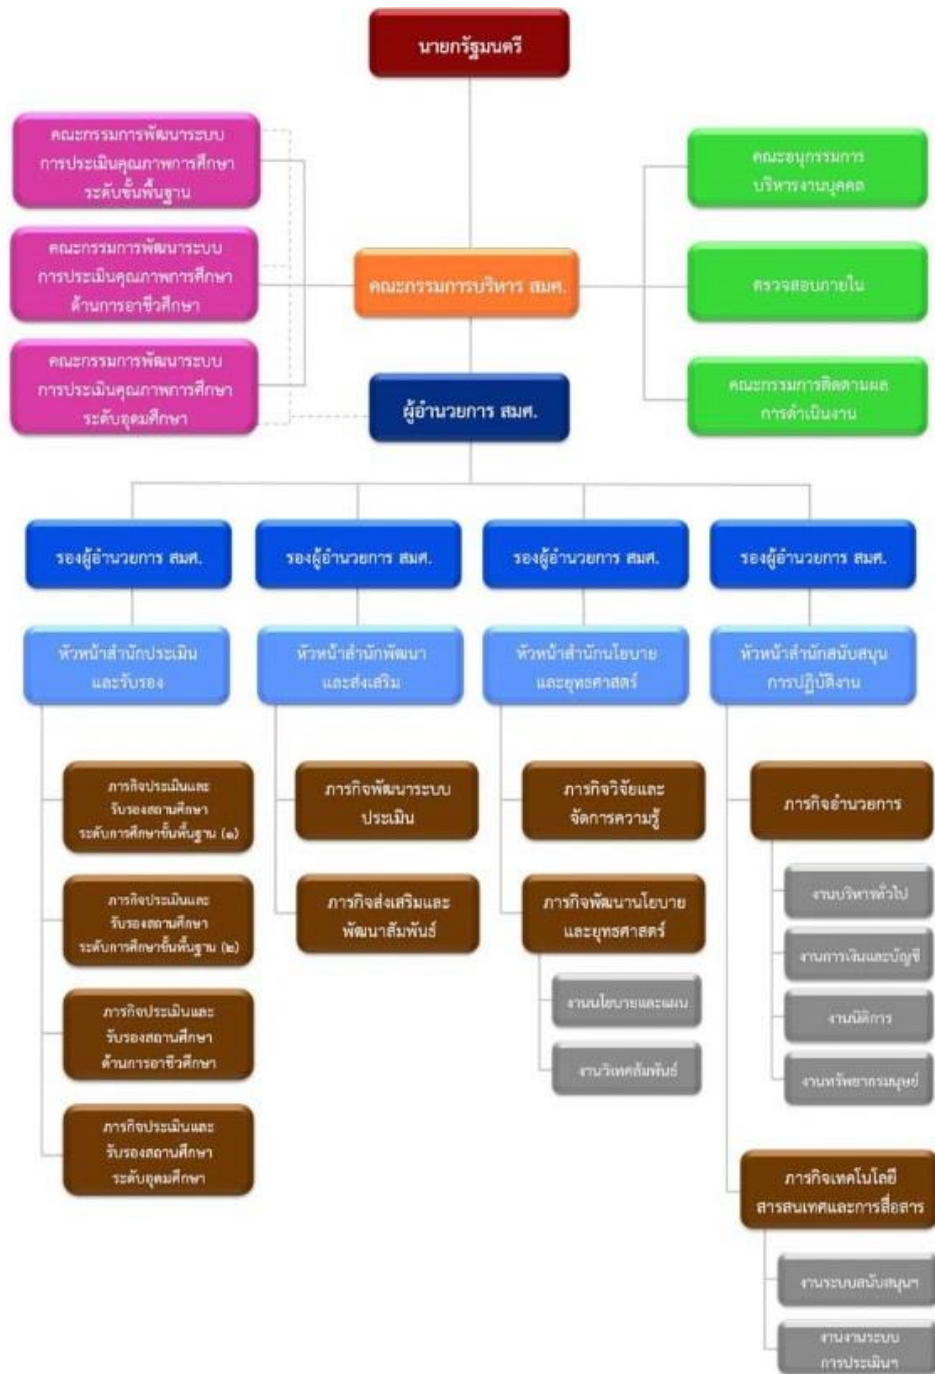 นายกรัฐมนตรี
คณะกรรมการพัฒนาระบบ
การประเมินคุณภาพการศึกษา
ระดับขั้นพื้นฐาน
คณะกรรมการพัฒนาระบบ
การประเมินคุณภาพการศึกษา
ด้านการอาชีวศึกษา
คณะกรรมการพัฒนาระบบ
การประเมินคุณภาพการศึกษา
ระดับอุดมศึกษา
คณะกรรมการบริหาร สมศ.
ผู้อำนวยการ สมศ.
คณะอนุกรรมการ
บริหารงานบุคคล
ตรวจสอบภายใน
คณะกรรมการติดตามผล
การดำเนินงาน
รองผู้อำนวยการ สมศ.
รองผู้อำนวยการ สมศ.
รองผู้อำนวยการ สมศ.
รองผู้อำนวยการ สมศ.
หัวหน้าสำนักประเมิน
และรับรอง
หัวหน้าสำนักพัฒนา
และส่งเสริม
หัวหน้าสำนักนโยบาย
และยุทธศาสตร์
หัวหน้าสำนักสนับสนุน
การปฏิบัติงาน
ภารกิจประเมินและ
รับรองสถานศึกษา
ระดับการศึกษาขั้นพื้นฐาน (๑)
ภารกิจประเมินและ
รับรองสถานศึกษา
ระดับการศึกษาขั้นพื้นฐาน (๒)
ภารกิจประเมินและ
รับรองสถานศึกษา
ด้านการอาชีวศึกษา
ภารกิจประเมินและ
รับรองสถานศึกษา
ระดับอุดมศึกษา
ภารกิจพัฒนาระบบ
ประเมิน
ภารกิจส่งเสริมและ
พัฒนาสัมพันธ์
ภารกิจวิจัยและ
จัดการความรู้
ภารกิจพัฒนานโยบาย
และยุทธศาสตร์
งานนโยบายและแผน
งานวิเทศสัมพันธ์
ภารกิจอำนวยการ
งานบริหารทั่วไป
งานการเงินและบัญชี
งานนิติการ
งานทรัพยากรมนุษย์
ภารกิจเทคโนโลยี
สารสนเทศและการสื่อสาร
งานระบบสนับสนุนฯ
งานงานระบบ
การประเมินฯ